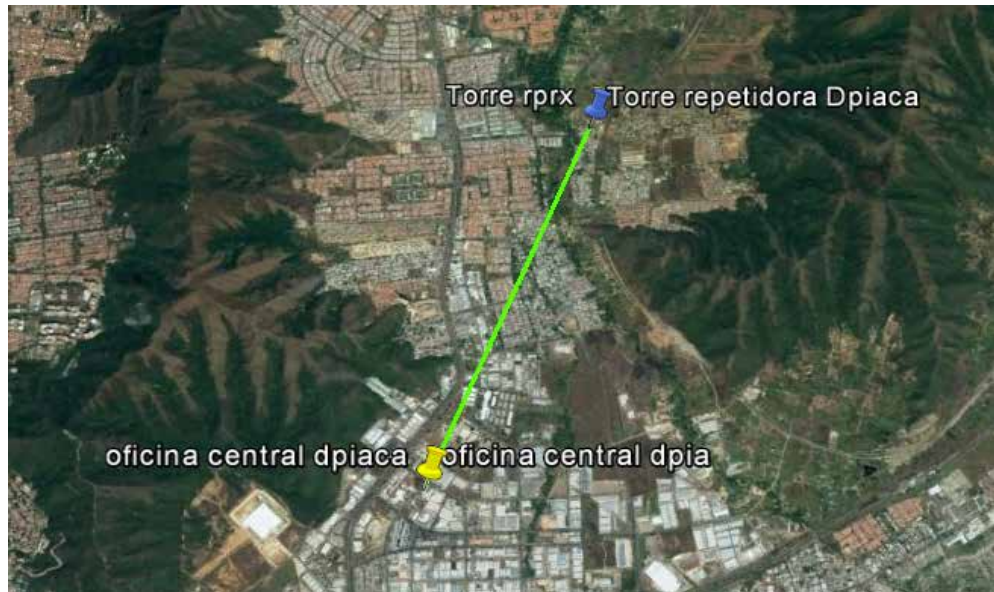 Torre rprx Torre repetidora Dpiaca
oficina central dpiaca oficina central dpia